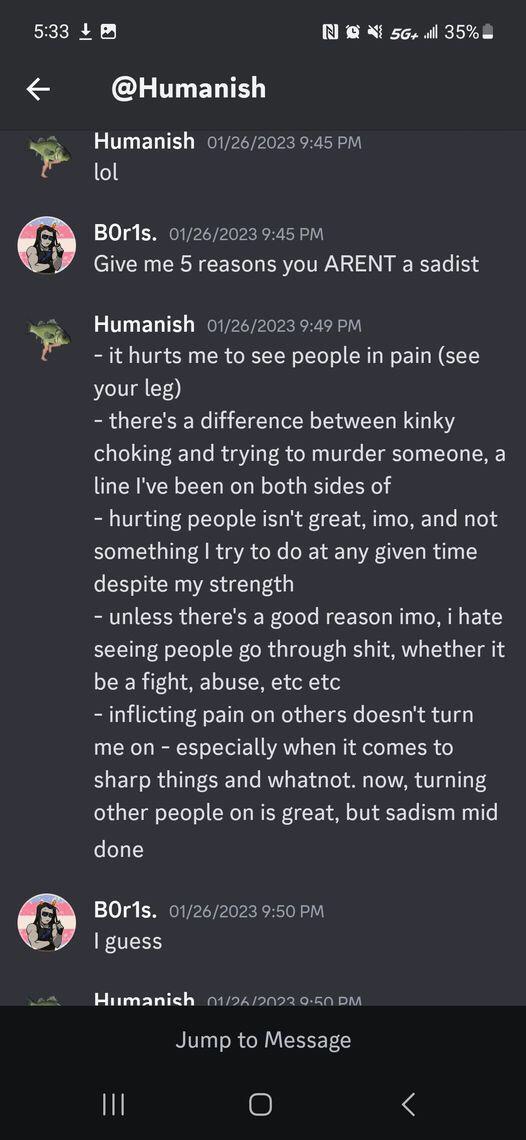 5:33
5G+ 35%
@Humanish
Humanish 01/26/2023 9:45 PM
lol
B0r1s. 01/26/2023 9:45 PM
Give me 5 reasons you ARENT a sadist
Humanish 01/26/2023 9:49 PM
- it hurts me to see people in pain (see
your leg)
- there's a difference between kinky
choking and trying to murder someone, a
line I've been on both sides of
- hurting people isn't great, imo, and not
something I try to do at any given time
despite my strength
- unless there's a good reason imo, i hate
seeing people go through shit, whether it
be a fight, abuse, etc etc
- inflicting pain on others doesn't turn
me on - especially when it comes to
sharp things and whatnot. now, turning
other people on is great, but sadism mid
done
B0r1s. 01/26/2023 9:50 PM
I guess
Humanish 01/26/2023 9:50 PM
Jump to Message